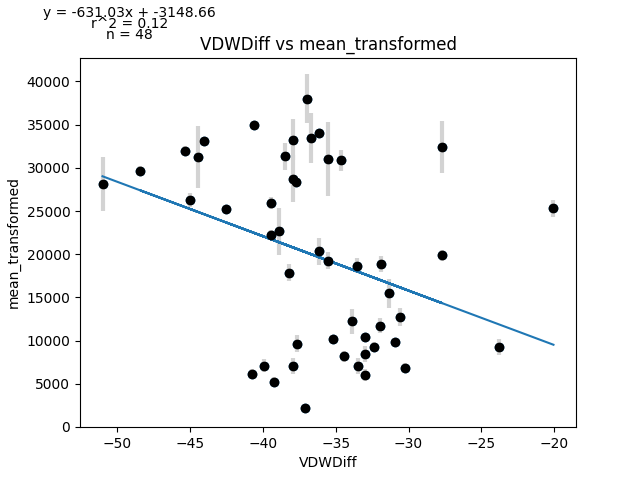 y = -631.03x + -3148.66
r^2 = 0.12
n = 48
VDWDiff vs mean_transformed
40000
35000
30000
25000
20000
15000
10000
5000
0
mean_transformed
−50 −45 −40 −35 −30 −25 −20
VDWDiff